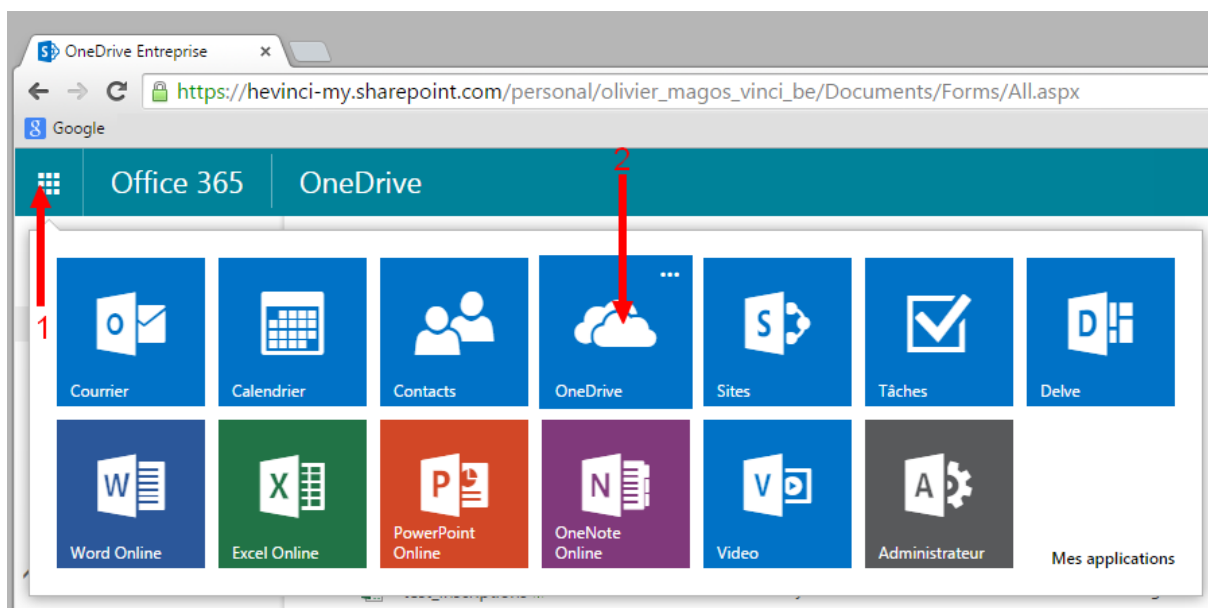 OneDrive Entreprise
https://hevinci-my.sharepoint.com/personal/olivier_magos_vinci_be/Documents/Forms/All.aspx
Google
Office 365 OneDrive
2
1
Courrier Calendrier Contacts OneDrive Sites Tâches Delve
Word Online Excel Online PowerPoint Online OneNote Online Video Administrateur Mes applications